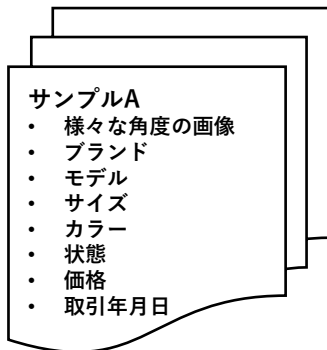 サンプルA
• 様々な角度の画像
• ブランド
• モデル
• サイズ
• カラー
• 状態
• 価格
• 取引年月日